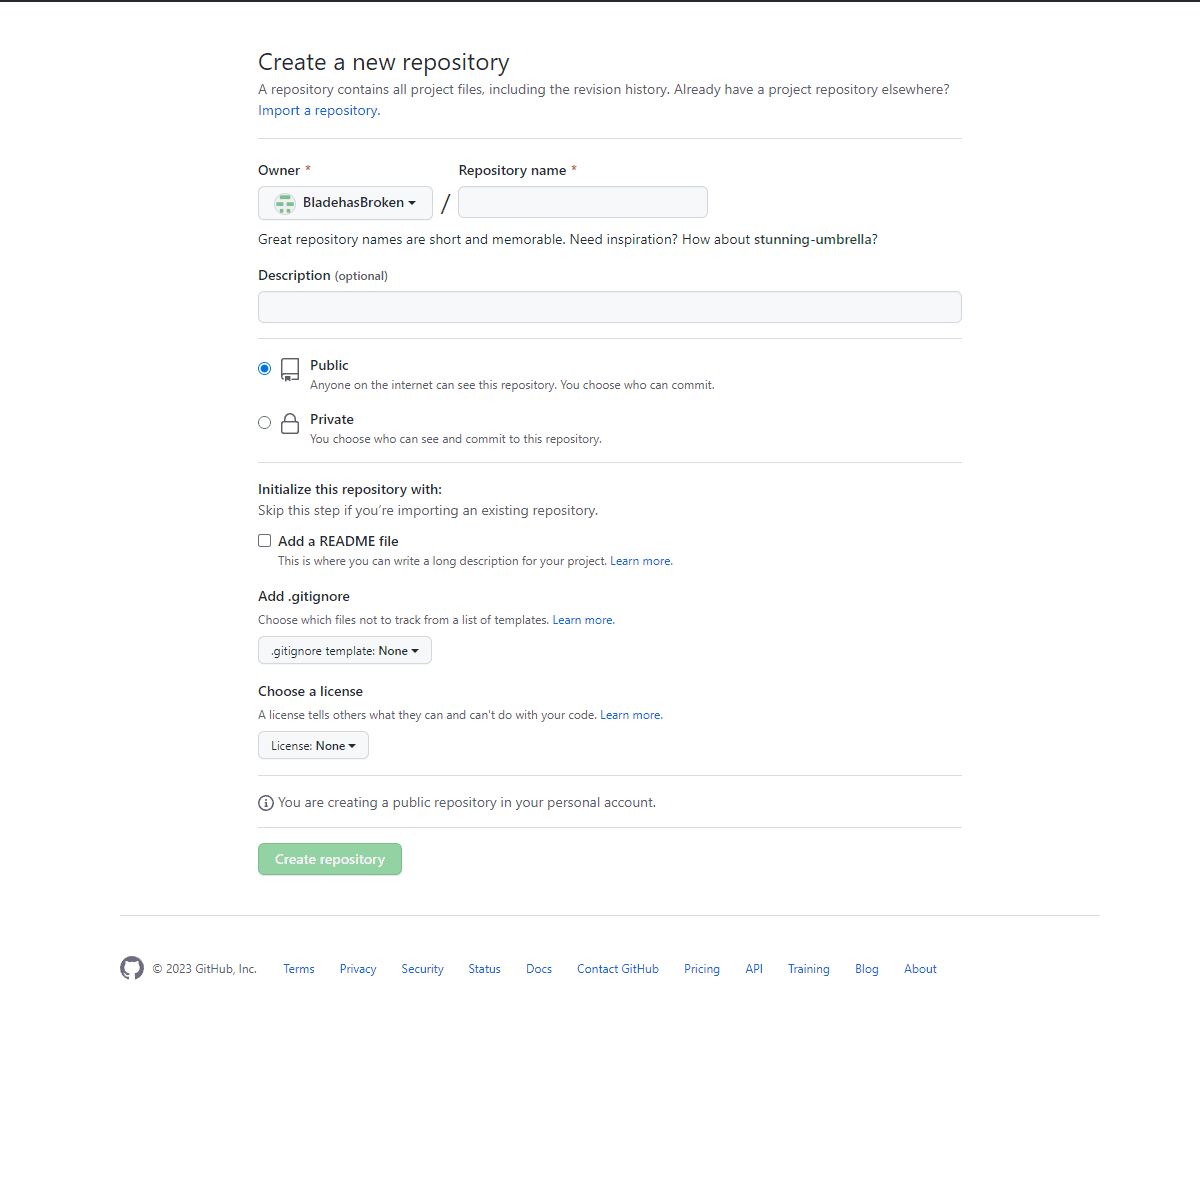 Create a new repository
A repository contains all project files, including the revision history. Already have a project repository elsewhere?
Import a repository.
Owner * Repository name *
BladehasBroken /
Great repository names are short and memorable. Need inspiration? How about stunning-umbrella?
Description (optional)
Public
Anyone on the internet can see this repository. You choose who can commit.
Private
You choose who can see and commit to this repository.
Initialize this repository with:
Skip this step if you’re importing an existing repository.
Add a README file
This is where you can write a long description for your project. Learn more.
Add .gitignore
Choose which files not to track from a list of templates. Learn more.
.gitignore template: None
Choose a license
A license tells others what they can and can't do with your code. Learn more.
License: None
You are creating a public repository in your personal account.
Create repository
© 2023 GitHub, Inc. Terms Privacy Security Status Docs Contact GitHub Pricing API Training Blog About